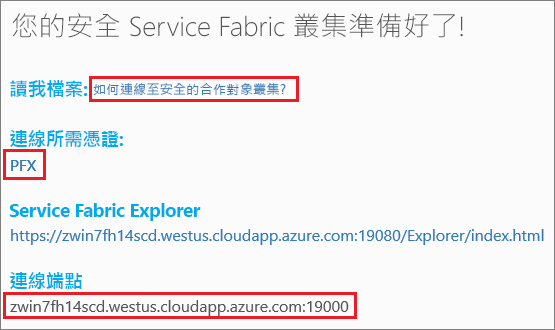 您的安全 Service Fabric 叢集準備好了!
讀我檔案: 如何連線至安全的合作對象叢集?
連線所需憑證:
PFX
Service Fabric Explorer
https://zwin7fh14scd.westus.cloudapp.azure.com:19080/Explorer/index.html
連線端點
zwin7fh14scd.westus.cloudapp.azure.com:19000